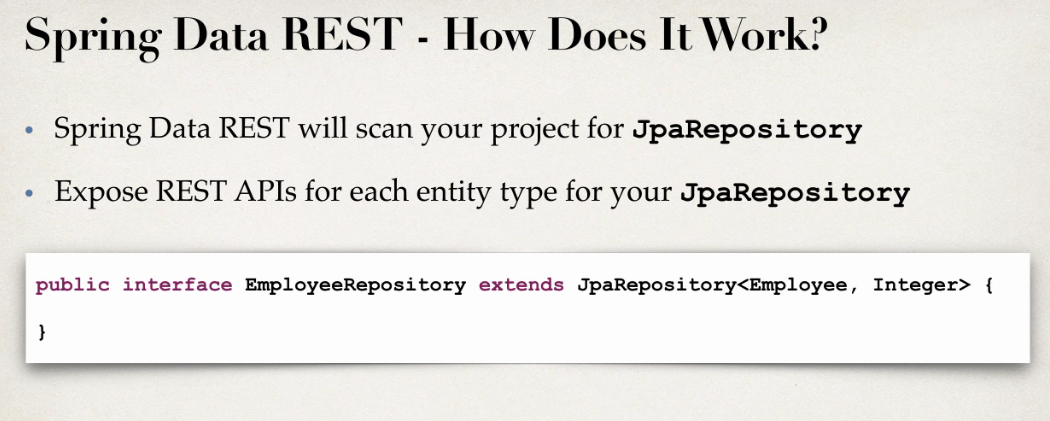 Spring Data REST - How Does It Work?
• Spring Data REST will scan your project for JpaRepository
• Expose REST APIs for each entity type for your JpaRepository
public interface EmployeeRepository extends JpaRepository<Employee, Integer> {
}